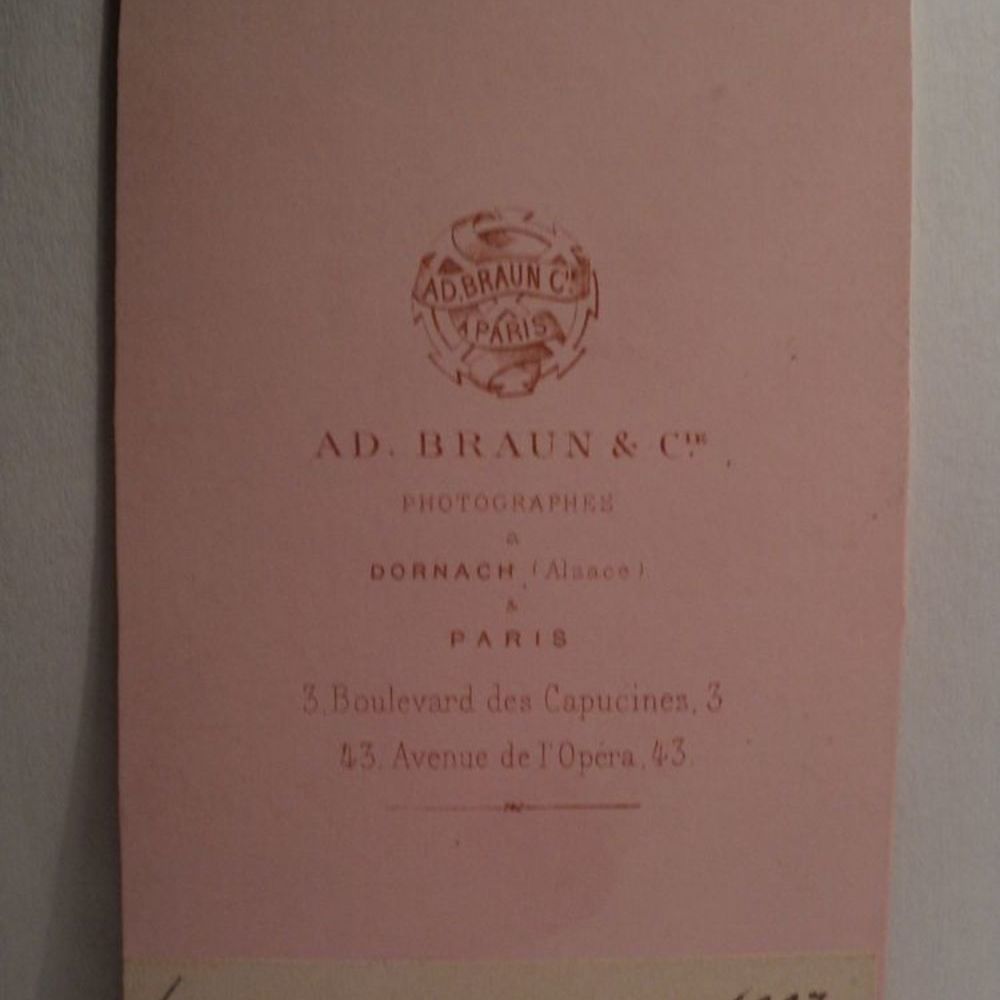 AD.BRAUN Cie
A PARIS
AD. BRAUN & CIE.
PHOTOGRAPHES
a
DORNACH (Alsace)
&
PARIS
3, Boulevard des Capucines, 3
43. Avenue de l'Opéra, 43.